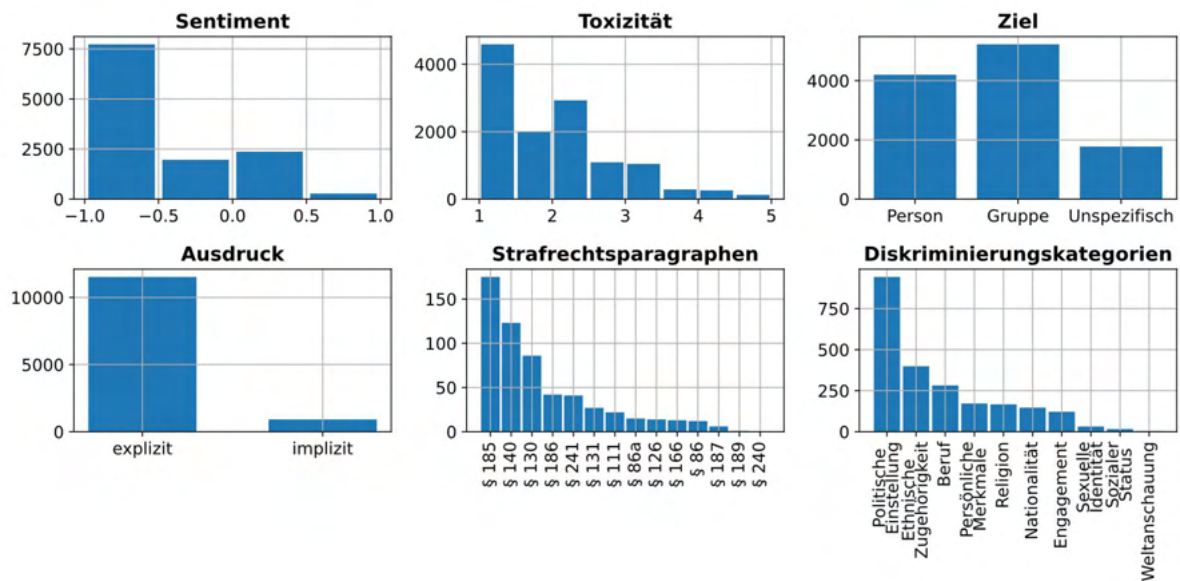 Sentiment
7500
5000
2500
0
−1.0 −0.5 0.0 0.5 1.0
Toxizität
4000
2000
0
1 2 3 4 5
Ziel
4000
2000
0
Person Gruppe Unspezifisch
Ausdruck
10000
5000
0
explizit implizit
Strafrechtsparagraphen
150
100
50
0
§ 185
§ 140
§ 130
§ 186
§ 241
§ 131
§ 111
§ 86a
§ 126
§ 166
§ 86
§ 187
§ 189
§ 240
Diskriminierungskategorien
750
500
250
0
Politische
Einstellung
Ethnische
Zugehörigkeit
Beruf
Persönliche
Merkmale
Religion
Nationalität
Engagement
Sexuelle
Identität
Sozialer
Status
Weltanschauung